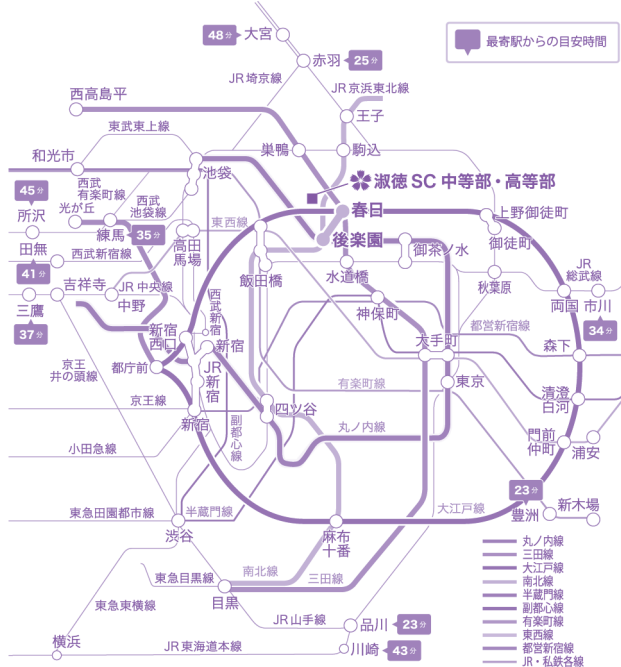 48分
大宮
赤羽
25分
最寄駅からの目安時間
JR埼京線
JR京浜東北線
西高島平
王子
東武東上線
和光市
巣鴨
駒込
池袋
淑徳SC 中等部・高等部
45分
所沢
西武
有楽町線
光が丘
西武
池袋線
春日
上野御徒町
練馬
35分
東西線
後楽園
御徒町
田無
西武新宿線
高田
馬場
御茶ノ水
41分
飯田橋
水道橋
秋葉原
JR
総武線
吉祥寺
JR 中央線
中野
西武新宿
神保町
両国
市川
三鷹
34分
37分
新宿
西口
新宿
大手町
都営新宿線
森下
京王
井の頭線
都庁前
JR新宿
有楽町線
東京
清澄
白河
京王線
新宿
四ツ谷
副都心線
丸ノ内線
門前
仲町
浦安
小田急線
23分
豊洲
新木場
東急田園都市線
半蔵門線
大江戸線
渋谷
麻布
十番
南北線
三田線
東急目黒線
目黒
東急東横線
JR山手線
品川
23分
横浜
JR東海道本線
川崎
43分
丸ノ内線
三田線
大江戸線
南北線
半蔵門線
副都心線
有楽町線
東西線
都営新宿線
JR・私鉄各線